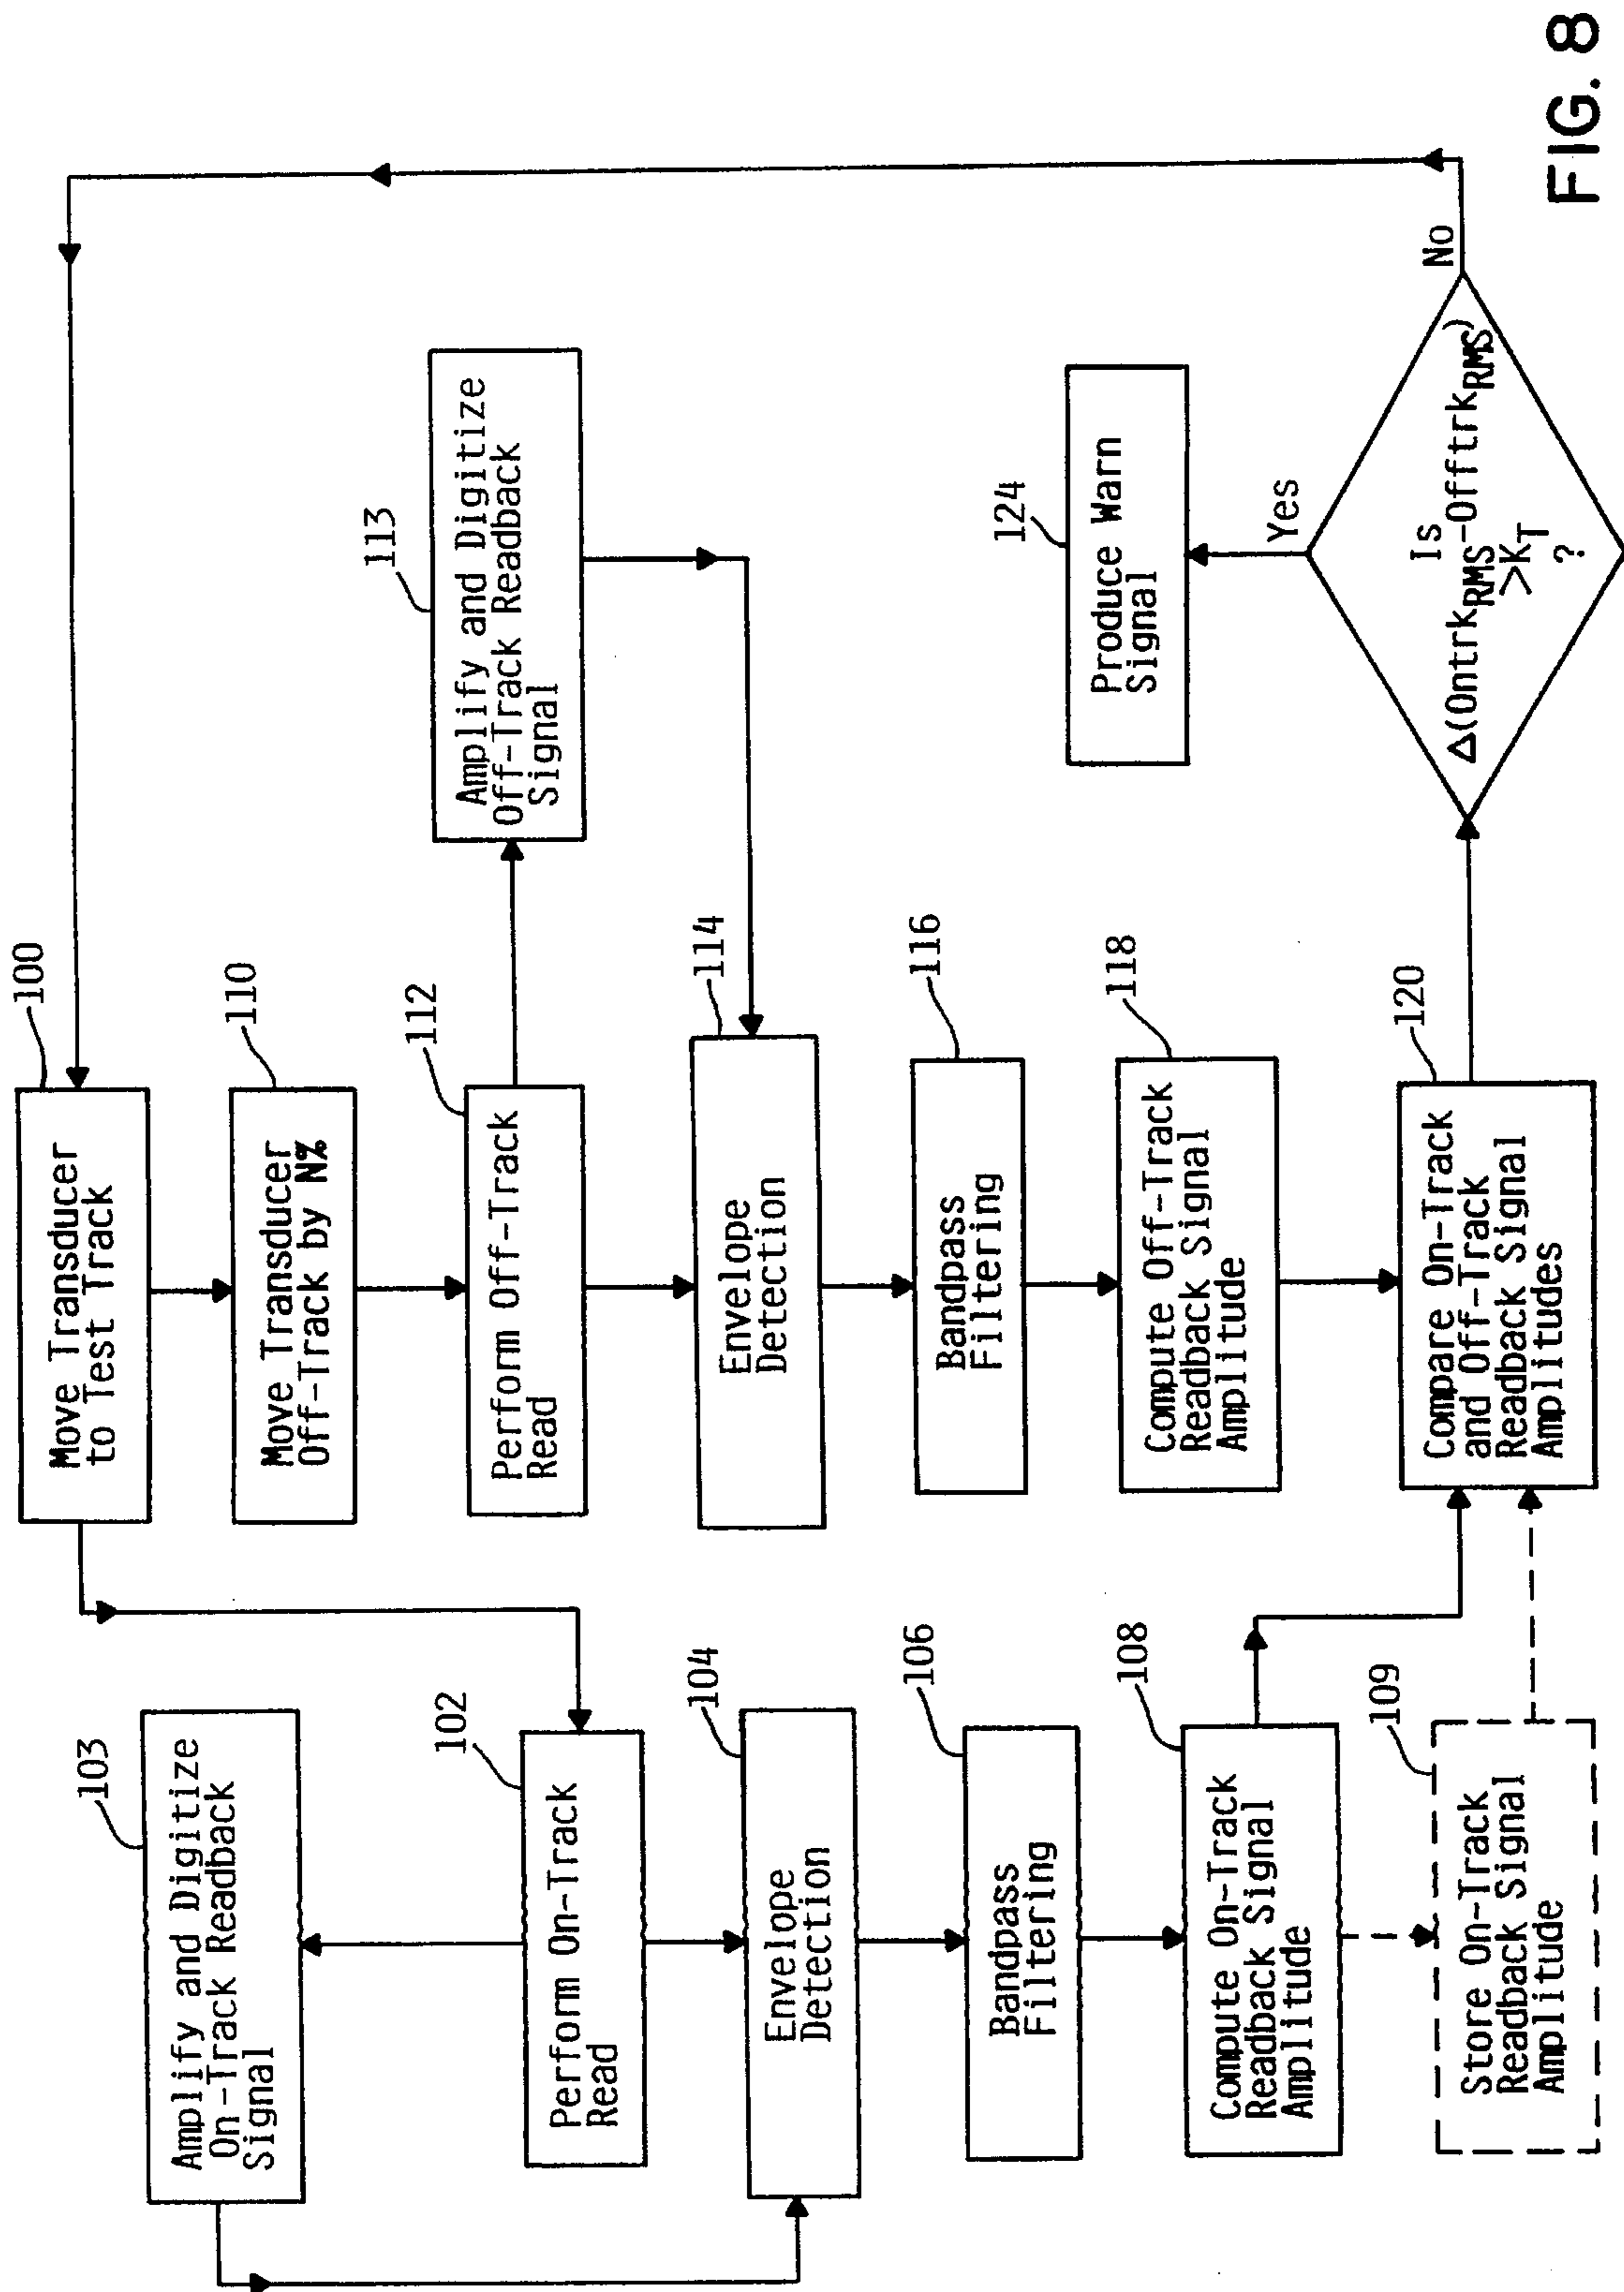 100
Move Transducer
to Test Track
110
Move Transducer
Off-Track by N%
103
Amplify and Digitize
On-Track Readback
Signal
102
Perform On-Track
Read
112
Perform Off-Track
Read
113
Amplify and Digitize
Off-Track Readback
Signal
104
Envelope
Detection
114
Envelope
Detection
106
Bandpass
Filtering
116
Bandpass
Filtering
108
Compute On-Track
Readback Signal
Amplitude
118
Compute Off-Track
Readback Signal
Amplitude
124
Produce Warn
Signal
109
Store On-Track
Readback Signal
Amplitude
120
Compare On-Track
and Off-Track
Readback Signal
Amplitudes
Yes
No
Is
Δ(OntrkRMS-OfftrkRMS)
>KT
?
FIG. 8